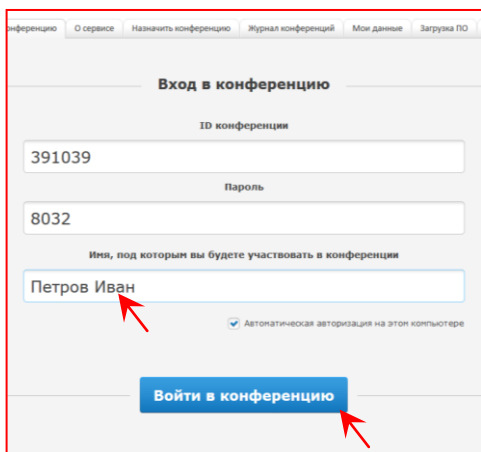 онференцию О сервисе Назначить конференцию Журнал конференций Мои данные Загрузка ПО
Вход в конференцию
ID конференции
391039
Пароль
8032
Имя, под которым вы будете участвовать в конференции
Петров Иван
Автоматическая авторизация на этом компьютере
Войти в конференцию